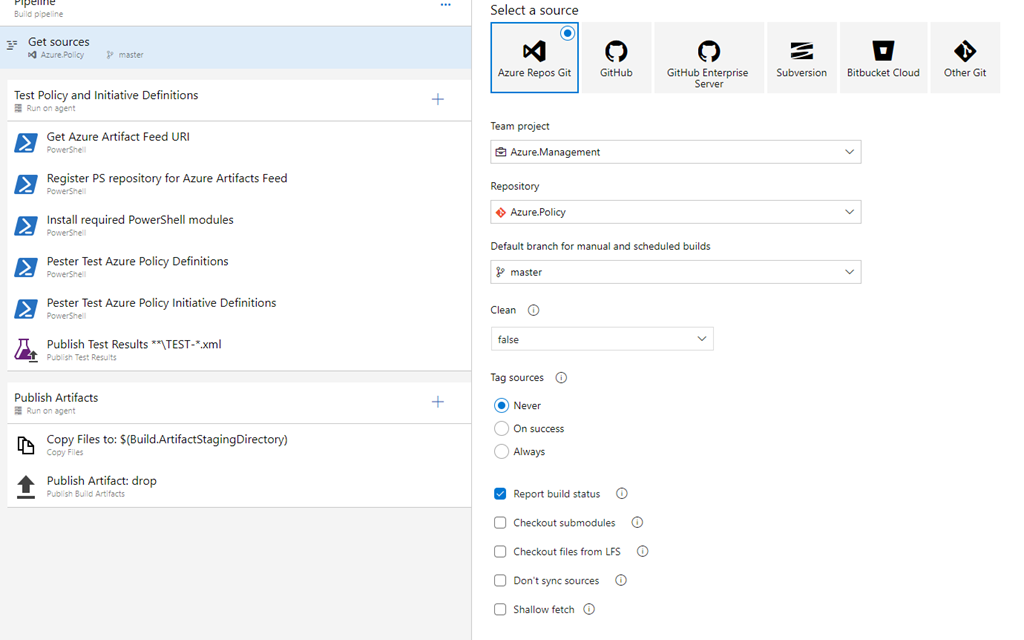 Pipeline
Build pipeline
...
Get sources
Azure.Policy master
Test Policy and Initiative Definitions
Run on agent
Get Azure Artifact Feed URI
PowerShell
Register PS repository for Azure Artifacts Feed
PowerShell
Install required PowerShell modules
PowerShell
Pester Test Azure Policy Definitions
PowerShell
Pester Test Azure Policy Initiative Definitions
PowerShell
Publish Test Results **\TEST-*.xml
Publish Test Results
Publish Artifacts
Run on agent
Copy Files to: $(Build.ArtifactStagingDirectory)
Copy Files
Publish Artifact: drop
Publish Build Artifacts
Select a source
Azure Repos Git
GitHub
GitHub Enterprise
Server
Subversion
Bitbucket Cloud
Other Git
Team project
Azure.Management
Repository
Azure.Policy
Default branch for manual and scheduled builds
master
Clean
false
Tag sources
Never
On success
Always
Report build status
Checkout submodules
Checkout files from LFS
Don't sync sources
Shallow fetch